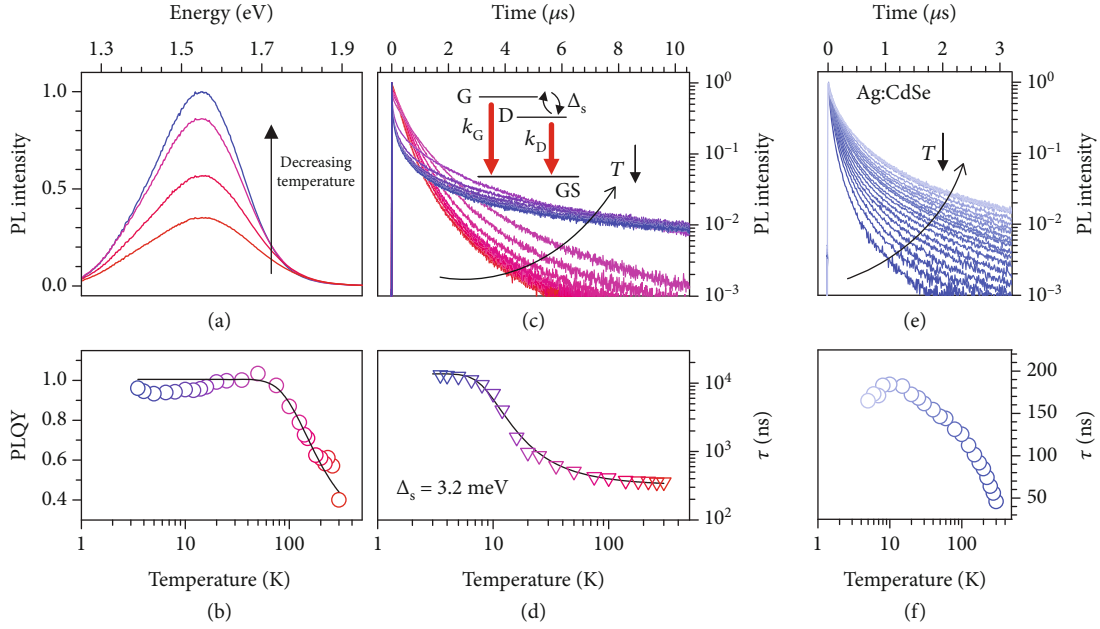 Energy (eV)
1.3 1.5 1.7 1.9
PL intensity
1.0
0.5
0.0
Decreasing
temperature
(a)
Time (μs)
0 2 4 6 8 10
G
D
Δs
kG
kD
GS
T
10⁰
10⁻¹
10⁻²
10⁻³
PL intensity
(c)
Time (μs)
0 1 2 3
Ag:CdSe
T
10⁰
10⁻¹
10⁻²
10⁻³
PL intensity
(e)
PLQY
1.0
0.8
0.6
0.4
1 10 100
Temperature (K)
(b)
Δs = 3.2 meV
10⁴
10³
10²
τ (ns)
10 100
Temperature (K)
(d)
200
150
100
50
τ (ns)
1 10 100
Temperature (K)
(f)